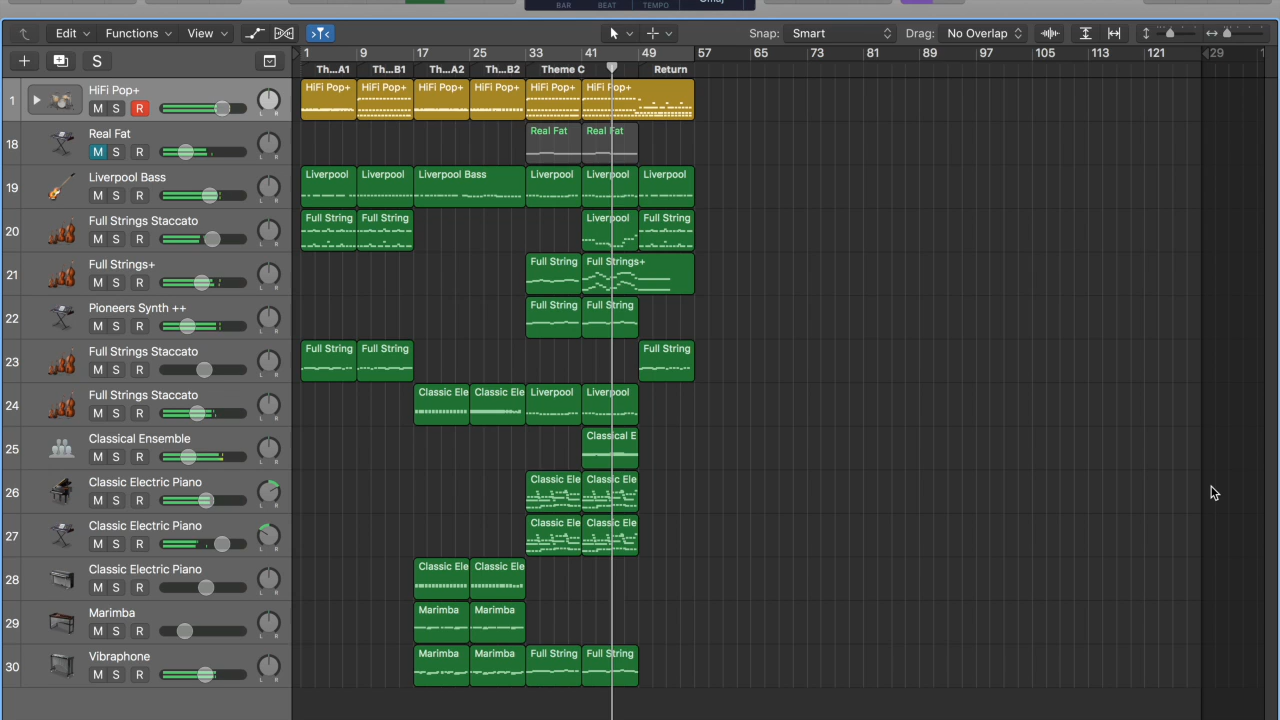 BAR BEAT TEMPO
Edit Functions View Snap: Smart Drag: No Overlap
1 9 17 25 33 41 49 57 65 73 81 89 97 105 113 121 29
S Th...A1 Th...B1 Th...A2 Th...B2 Theme C Return
1 HiFi Pop+ M S R L R HiFi Pop+ HiFi Pop+ HiFi Pop+ HiFi Pop+ HiFi Pop+ HiFi Pop+
18 Real Fat M S R L R Real Fat Real Fat
19 Liverpool Bass M S R L R Liverpool Liverpool Liverpool Bass Liverpool Liverpool Liverpool
20 Full Strings Staccato M S R L R Full String Full String Liverpool Full String
21 Full Strings+ M S R L R Full String Full Strings+
22 Pioneers Synth ++ M S R L R Full String Full String
23 Full Strings Staccato M S R L R Full String Full String Full String
24 Full Strings Staccato M S R L R Classic Ele Classic Ele Liverpool Liverpool
25 Classical Ensemble M S R L R Classical E
26 Classic Electric Piano M S R L R Classic Ele Classic Ele
27 Classic Electric Piano M S R L R Classic Ele Classic Ele
28 Classic Electric Piano M S R L R Classic Ele Classic Ele
29 Marimba M S R L R Marimba Marimba
30 Vibraphone M S R L R Marimba Marimba Full String Full String